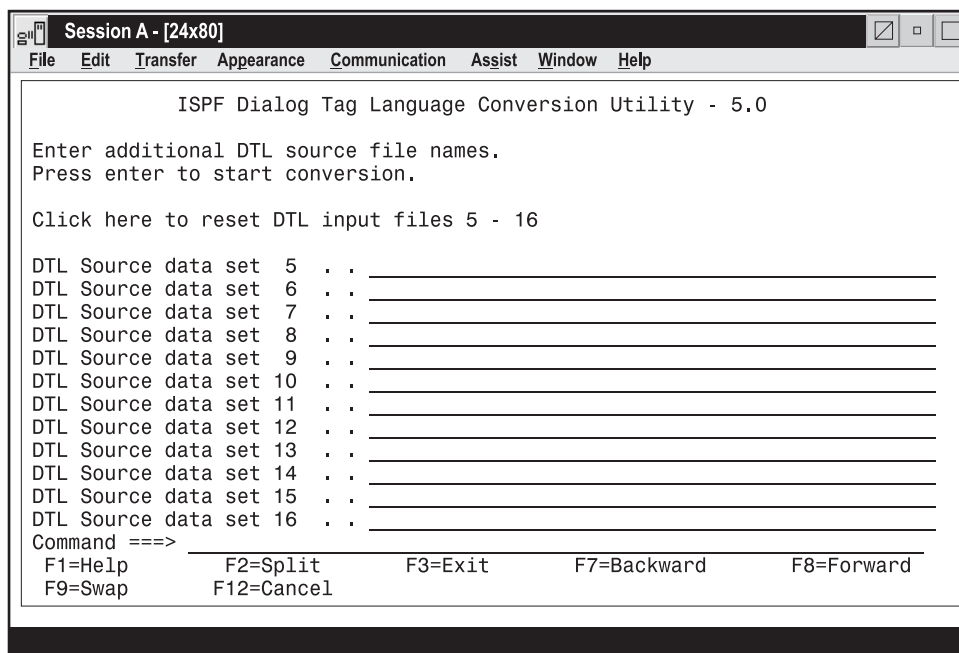 Session A - [24x80]
File Edit Transfer Appearance Communication Assist Window Help
ISPF Dialog Tag Language Conversion Utility - 5.0
Enter additional DTL source file names.
Press enter to start conversion.
Click here to reset DTL input files 5 - 16
DTL Source data set 5 . .
DTL Source data set 6 . .
DTL Source data set 7 . .
DTL Source data set 8 . .
DTL Source data set 9 . .
DTL Source data set 10 . .
DTL Source data set 11 . .
DTL Source data set 12 . .
DTL Source data set 13 . .
DTL Source data set 14 . .
DTL Source data set 15 . .
DTL Source data set 16 . .
Command ===>
F1=Help F2=Split F3=Exit F7=Backward F8=Forward
F9=Swap F12=Cancel